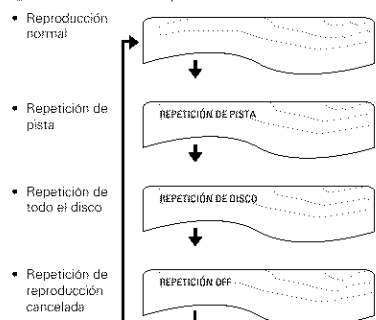 • Reproducción
normal
• Repetición de
pista
REPETICIÓN DE PISTA
• Repetición de
todo el disco
REPETICIÓN DE DISCO
• Repetición de
reproducción
cancelada
REPETICIÓN OFF